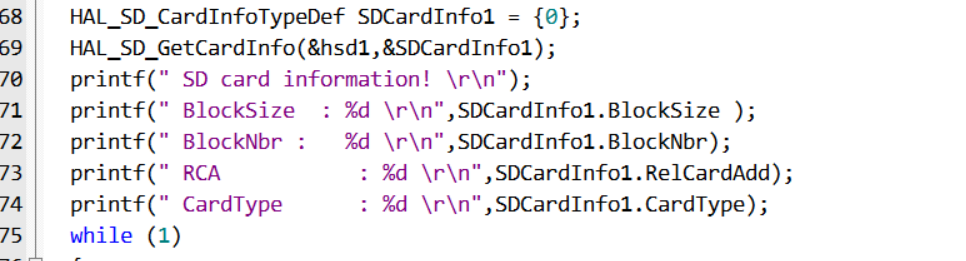 68 HAL_SD_CardInfoTypeDef SDCardInfo1 = {0};
69 HAL_SD_GetCardInfo(&hsd1,&SDCardInfo1);
70 printf(" SD card information! \r\n");
71 printf(" BlockSize  : %d \r\n",SDCardInfo1.BlockSize );
72 printf(" BlockNbr :   %d \r\n",SDCardInfo1.BlockNbr);
73 printf(" RCA           : %d \r\n",SDCardInfo1.RelCardAdd);
74 printf(" CardType      : %d \r\n",SDCardInfo1.CardType);
75 while (1)